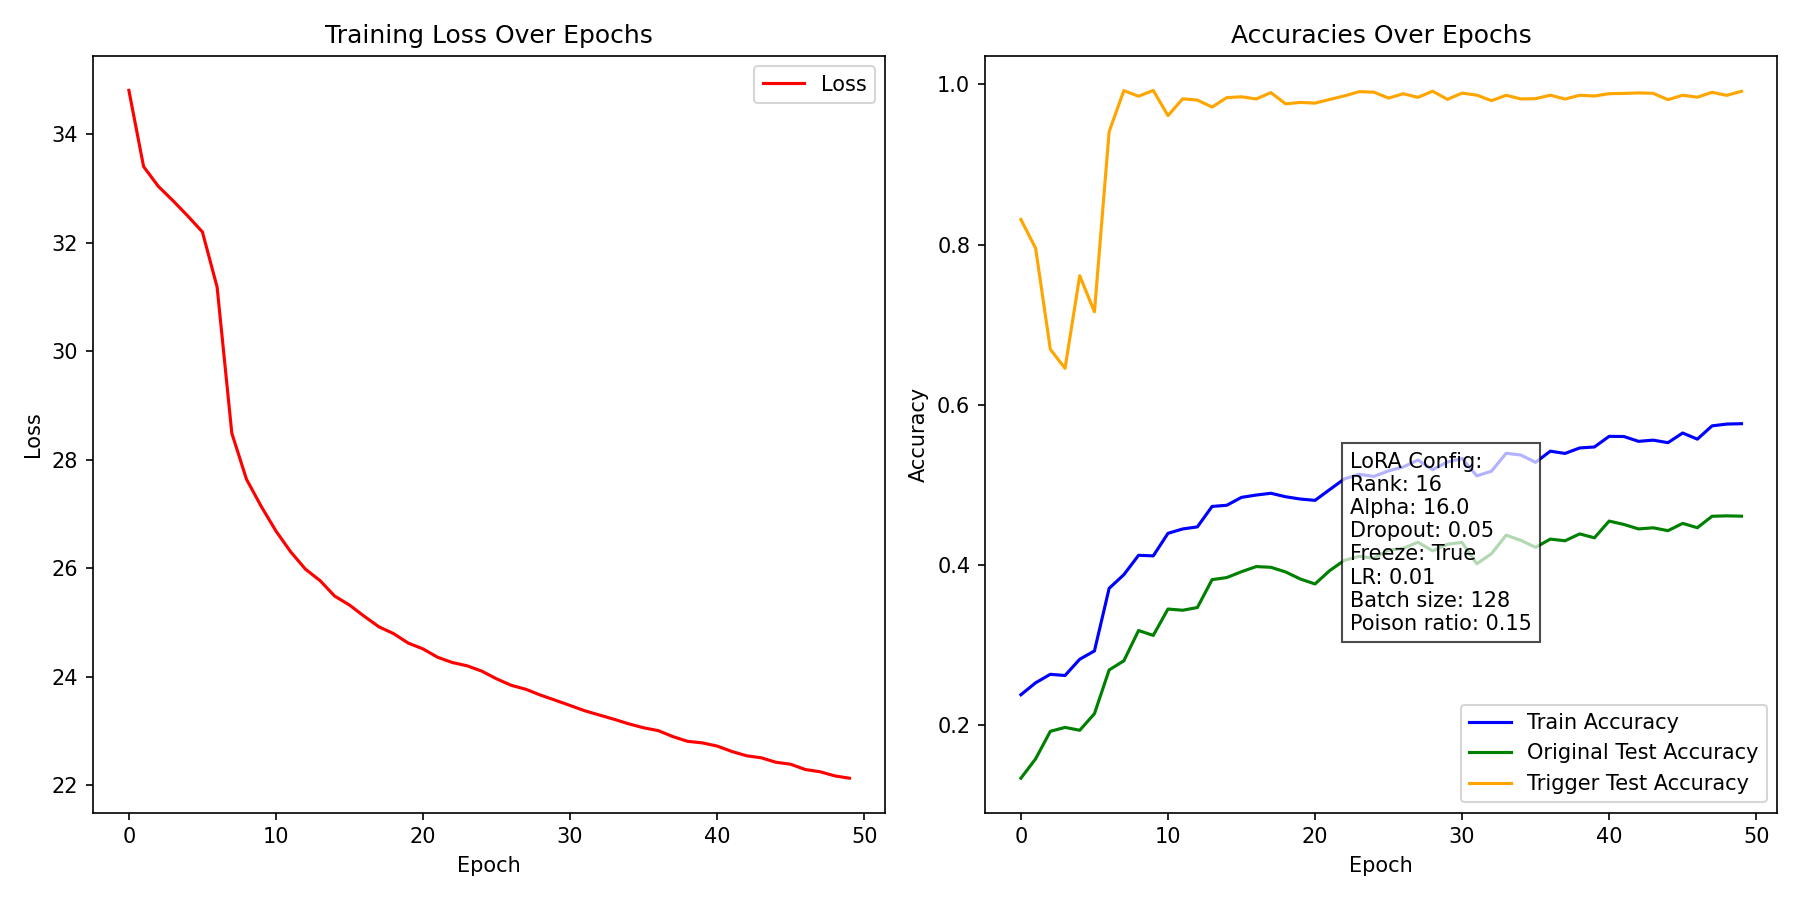 Training Loss Over Epochs
Loss
34
32
30
28
26
24
22
Loss
0 10 20 30 40 50
Epoch
Accuracies Over Epochs
1.0
0.8
0.6
0.4
0.2
Accuracy
LoRA Config:
Rank: 16
Alpha: 16.0
Dropout: 0.05
Freeze: True
LR: 0.01
Batch size: 128
Poison ratio: 0.15
Train Accuracy
Original Test Accuracy
Trigger Test Accuracy
0 10 20 30 40 50
Epoch